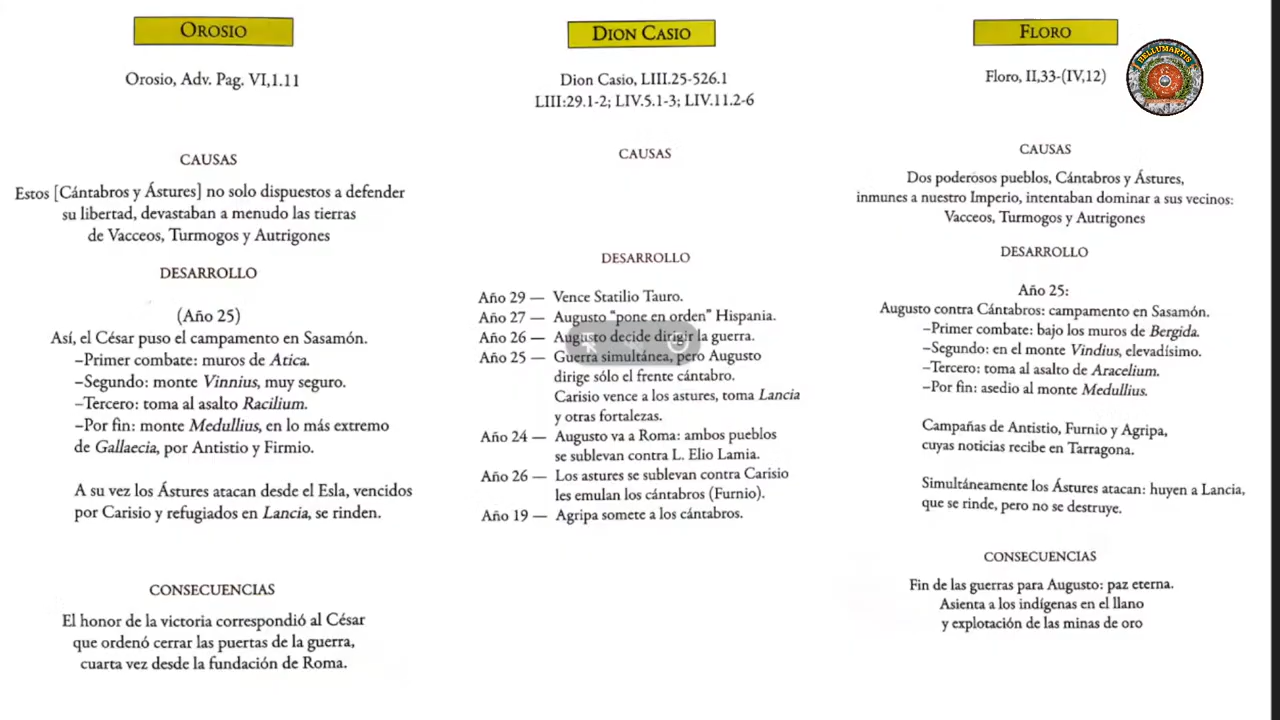 OROSIO
Orosio, Adv. Pag. VI,1.11
CAUSAS
Estos [Cántabros y Ástures] no solo dispuestos a defender
su libertad, devastaban a menudo las tierras
de Vacceos, Turmogos y Autrigones
DESARROLLO
(Año 25)
Así, el César puso el campamento en Sasamón.
–Primer combate: muros de Atica.
–Segundo: monte Vinnius, muy seguro.
–Tercero: toma al asalto Racilium.
–Por fin: monte Medullius, en lo más extremo
de Gallaecia, por Antistio y Firmio.
A su vez los Ástures atacan desde el Esla, vencidos
por Carisio y refugiados en Lancia, se rinden.
CONSECUENCIAS
El honor de la victoria correspondió al César
que ordenó cerrar las puertas de la guerra,
cuarta vez desde la fundación de Roma.
DION CASIO
Dion Casio, LIII.25-526.1
LIII:29.1-2; LIV.5.1-3; LIV.11.2-6
CAUSAS
DESARROLLO
Año 29 — Vence Statilio Tauro.
Año 27 — Augusto “pone en orden” Hispania.
Año 26 — Augusto decide dirigir la guerra.
Año 25 — Guerra simultánea, pero Augusto
dirige sólo el frente cántabro.
Carisio vence a los astures, toma Lancia
y otras fortalezas.
Año 24 — Augusto va a Roma: ambos pueblos
se sublevan contra L. Elio Lamia.
Año 26 — Los astures se sublevan contra Carisio
les emulan los cántabros (Furnio).
Año 19 — Agripa somete a los cántabros.
FLORO
Floro, II,33-(IV,12)
BELLUMARTIS
CAUSAS
Dos poderosos pueblos, Cántabros y Ástures,
inmunes a nuestro Imperio, intentaban dominar a sus vecinos:
Vacceos, Turmogos y Autrigones
DESARROLLO
Año 25:
Augusto contra Cántabros: campamento en Sasamón.
–Primer combate: bajo los muros de Bergida.
–Segundo: en el monte Vindius, elevadísimo.
–Tercero: toma al asalto de Aracelium.
–Por fin: asedio al monte Medullius.
Campañas de Antistio, Furnio y Agripa,
cuyas noticias recibe en Tarragona.
Simultáneamente los Ástures atacan: huyen a Lancia,
que se rinde, pero no se destruye.
CONSECUENCIAS
Fin de las guerras para Augusto: paz eterna.
Asienta a los indígenas en el llano
y explotación de las minas de oro